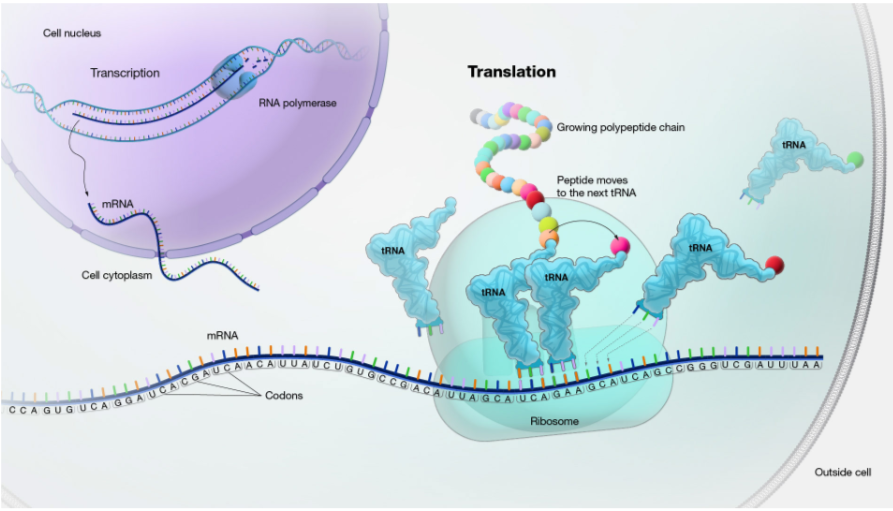 Cell nucleus
Transcription
RNA polymerase
mRNA
Cell cytoplasm
Translation
Growing polypeptide chain
Peptide moves
to the next tRNA
tRNA
tRNA
tRNA
tRNA
tRNA
mRNA
CCAGUGUCAGGAUCACGAUCAACAUUAUCUGUGCCGACAUUAGCAUCAGAAGCAUCAGCCGGGUCGAUUUAA
Codons
Ribosome
Outside cell